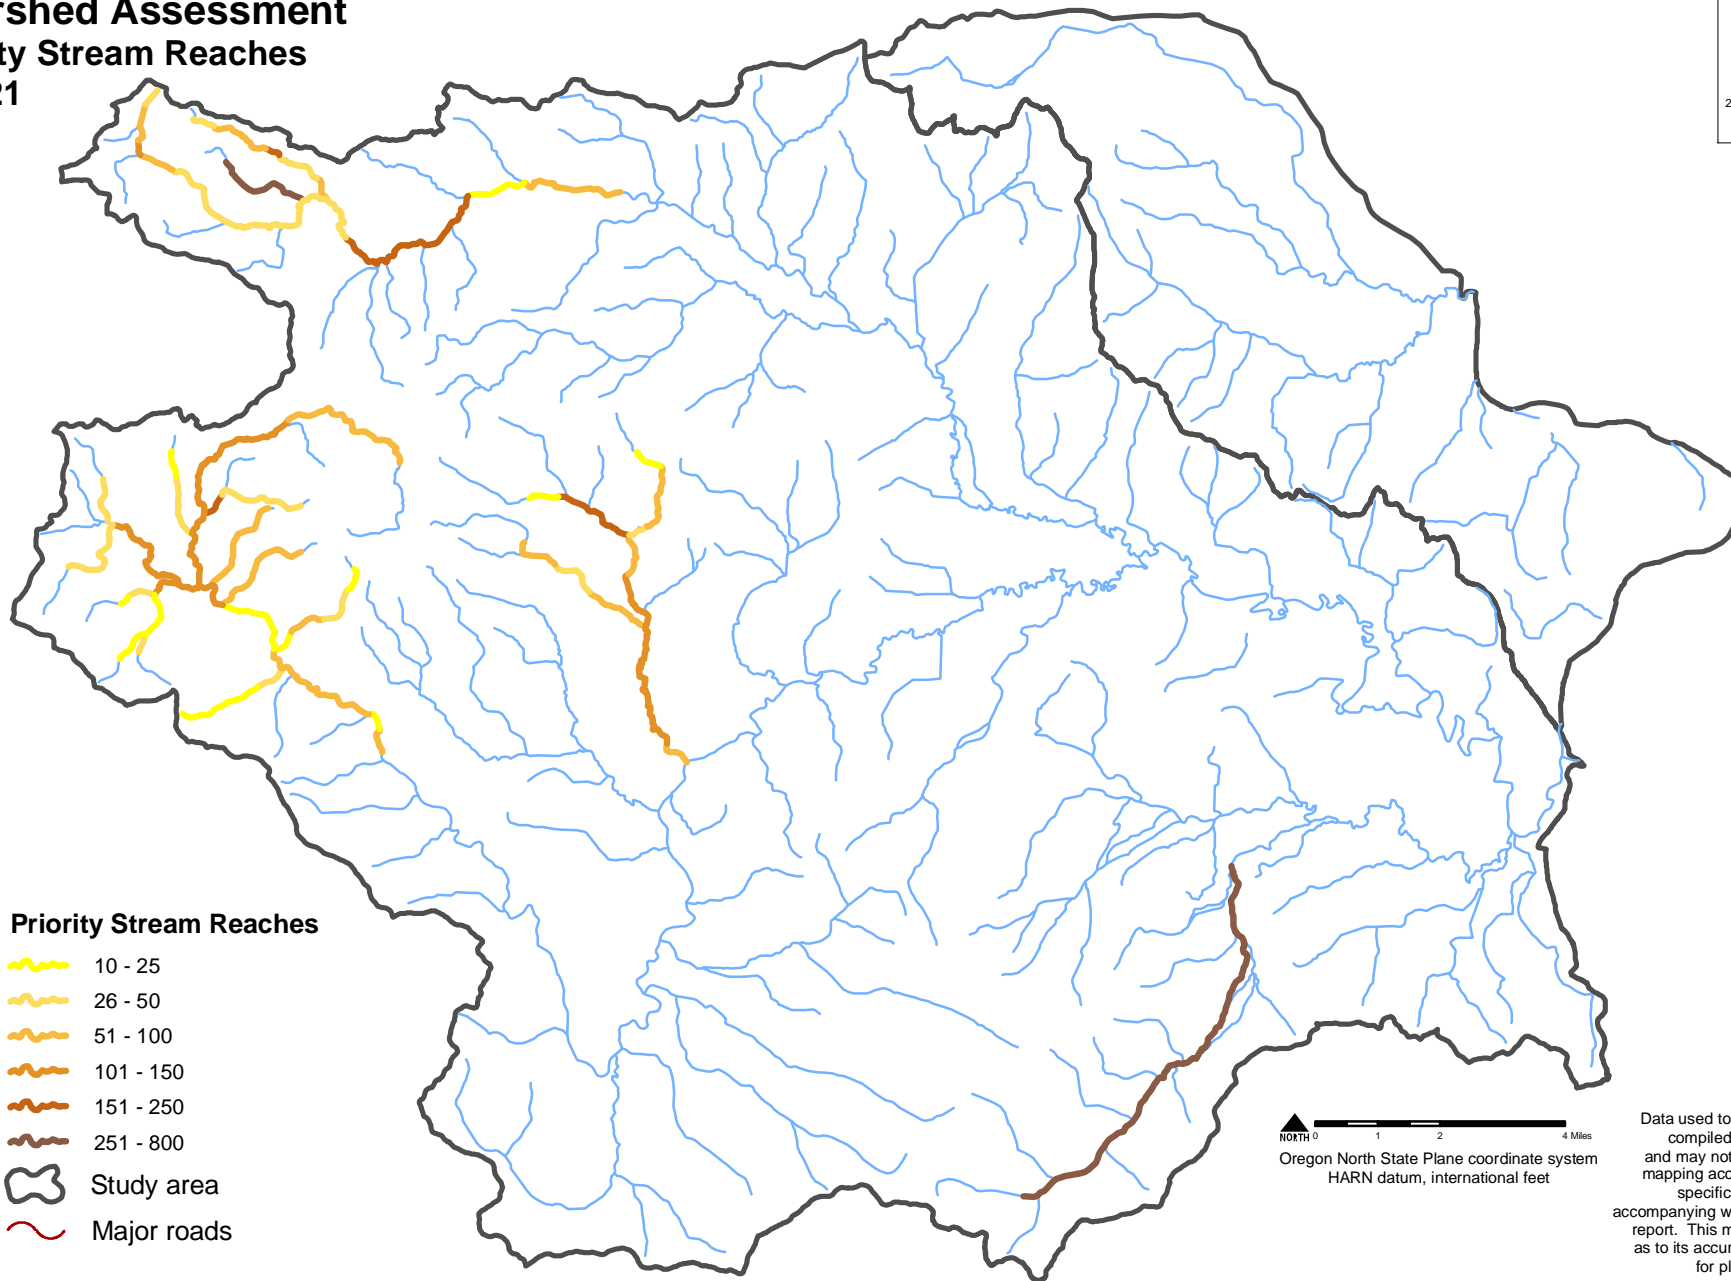 rshed Assessment
ty Stream Reaches
21
2
Priority Stream Reaches
10 - 25
26 - 50
51 - 100
101 - 150
151 - 250
251 - 800
Study area
Major roads
NORTH 0 1 2 4 Miles
Oregon North State Plane coordinate system
HARN datum, international feet
Data used to
compiled
and may not
mapping acc
specific
accompanying w
report. This m
as to its accur
for pl